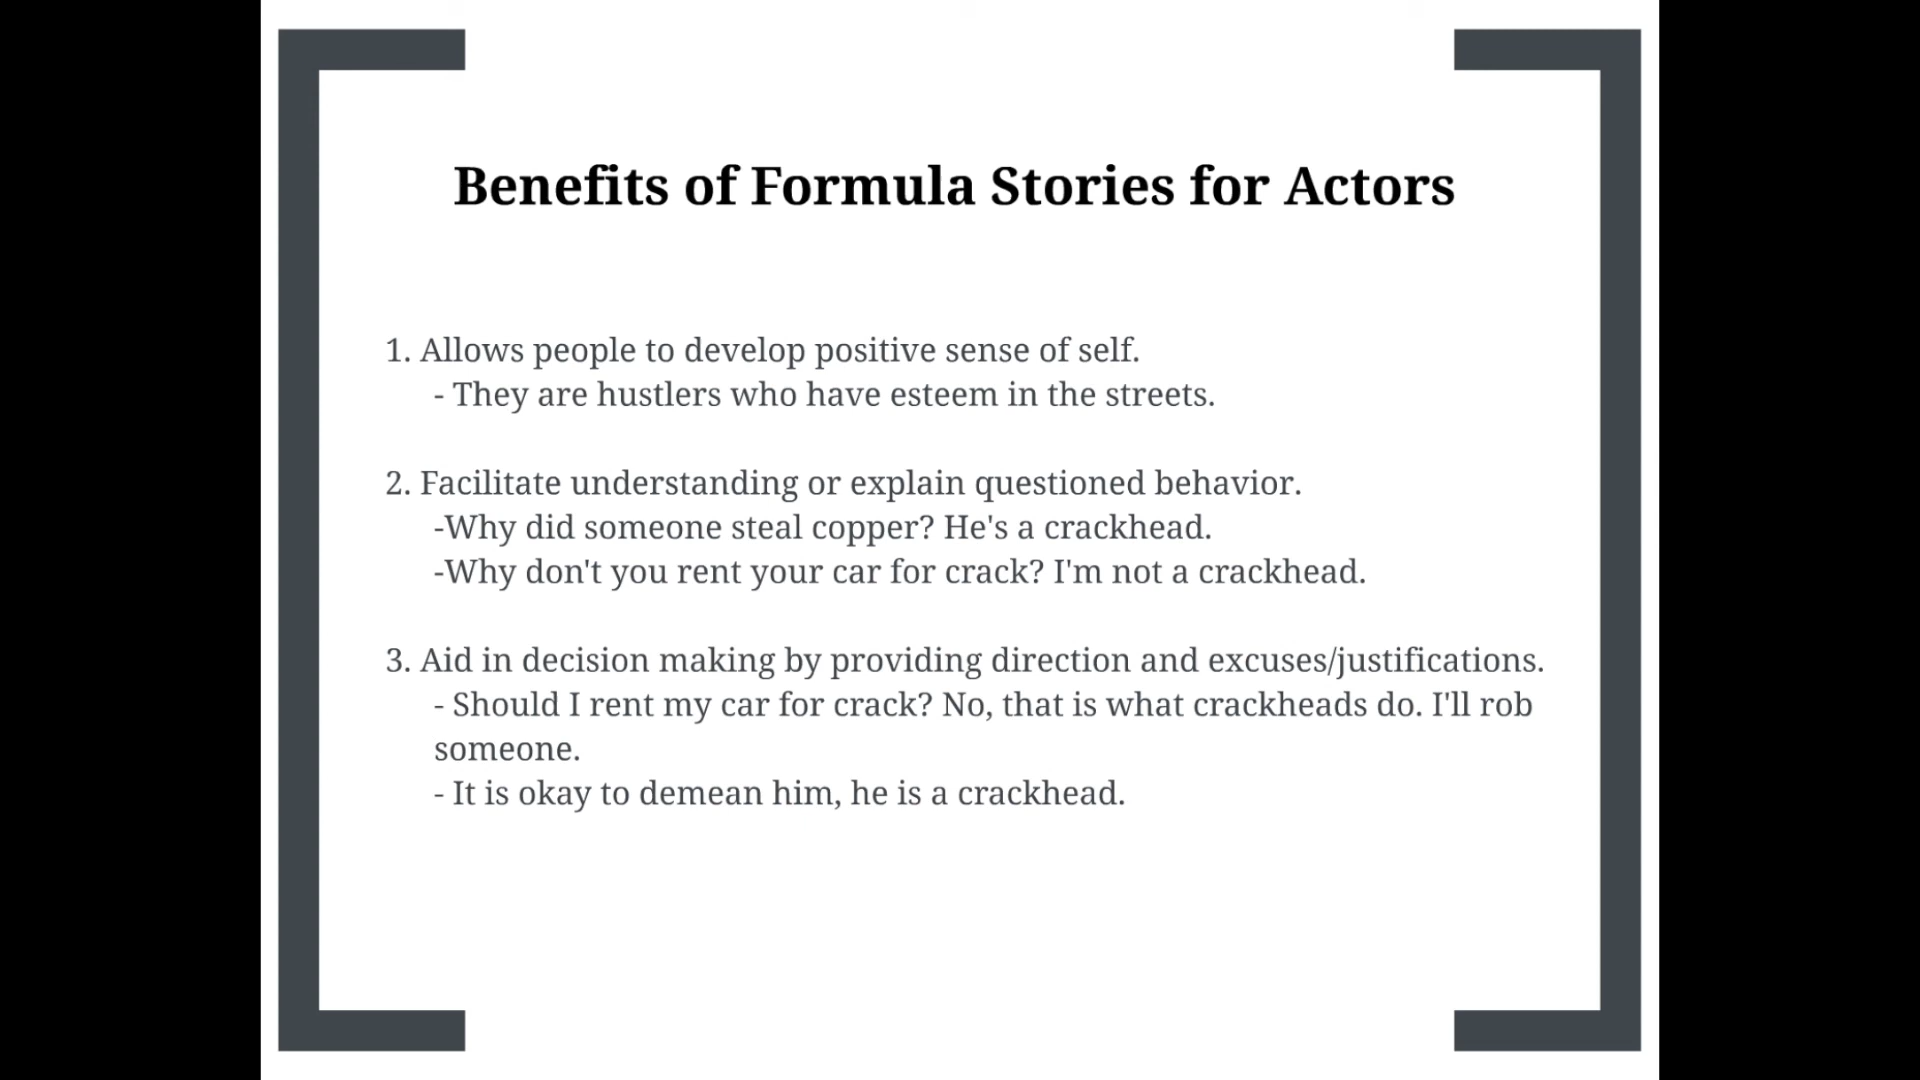 Benefits of Formula Stories for Actors
1. Allows people to develop positive sense of self.
- They are hustlers who have esteem in the streets.
2. Facilitate understanding or explain questioned behavior.
-Why did someone steal copper? He's a crackhead.
-Why don't you rent your car for crack? I'm not a crackhead.
3. Aid in decision making by providing direction and excuses/justifications.
- Should I rent my car for crack? No, that is what crackheads do. I'll rob
someone.
- It is okay to demean him, he is a crackhead.